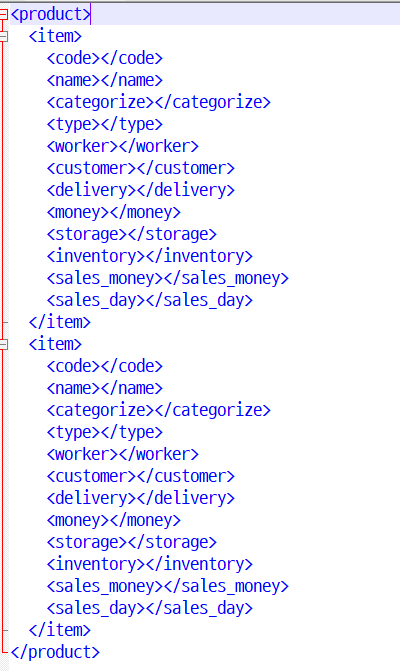 <product>
<item>
<code></code>
<name></name>
<categorize></categorize>
<type></type>
<worker></worker>
<customer></customer>
<delivery></delivery>
<money></money>
<storage></storage>
<inventory></inventory>
<sales_money></sales_money>
<sales_day></sales_day>
</item>
<item>
<code></code>
<name></name>
<categorize></categorize>
<type></type>
<worker></worker>
<customer></customer>
<delivery></delivery>
<money></money>
<storage></storage>
<inventory></inventory>
<sales_money></sales_money>
<sales_day></sales_day>
</item>
</product>